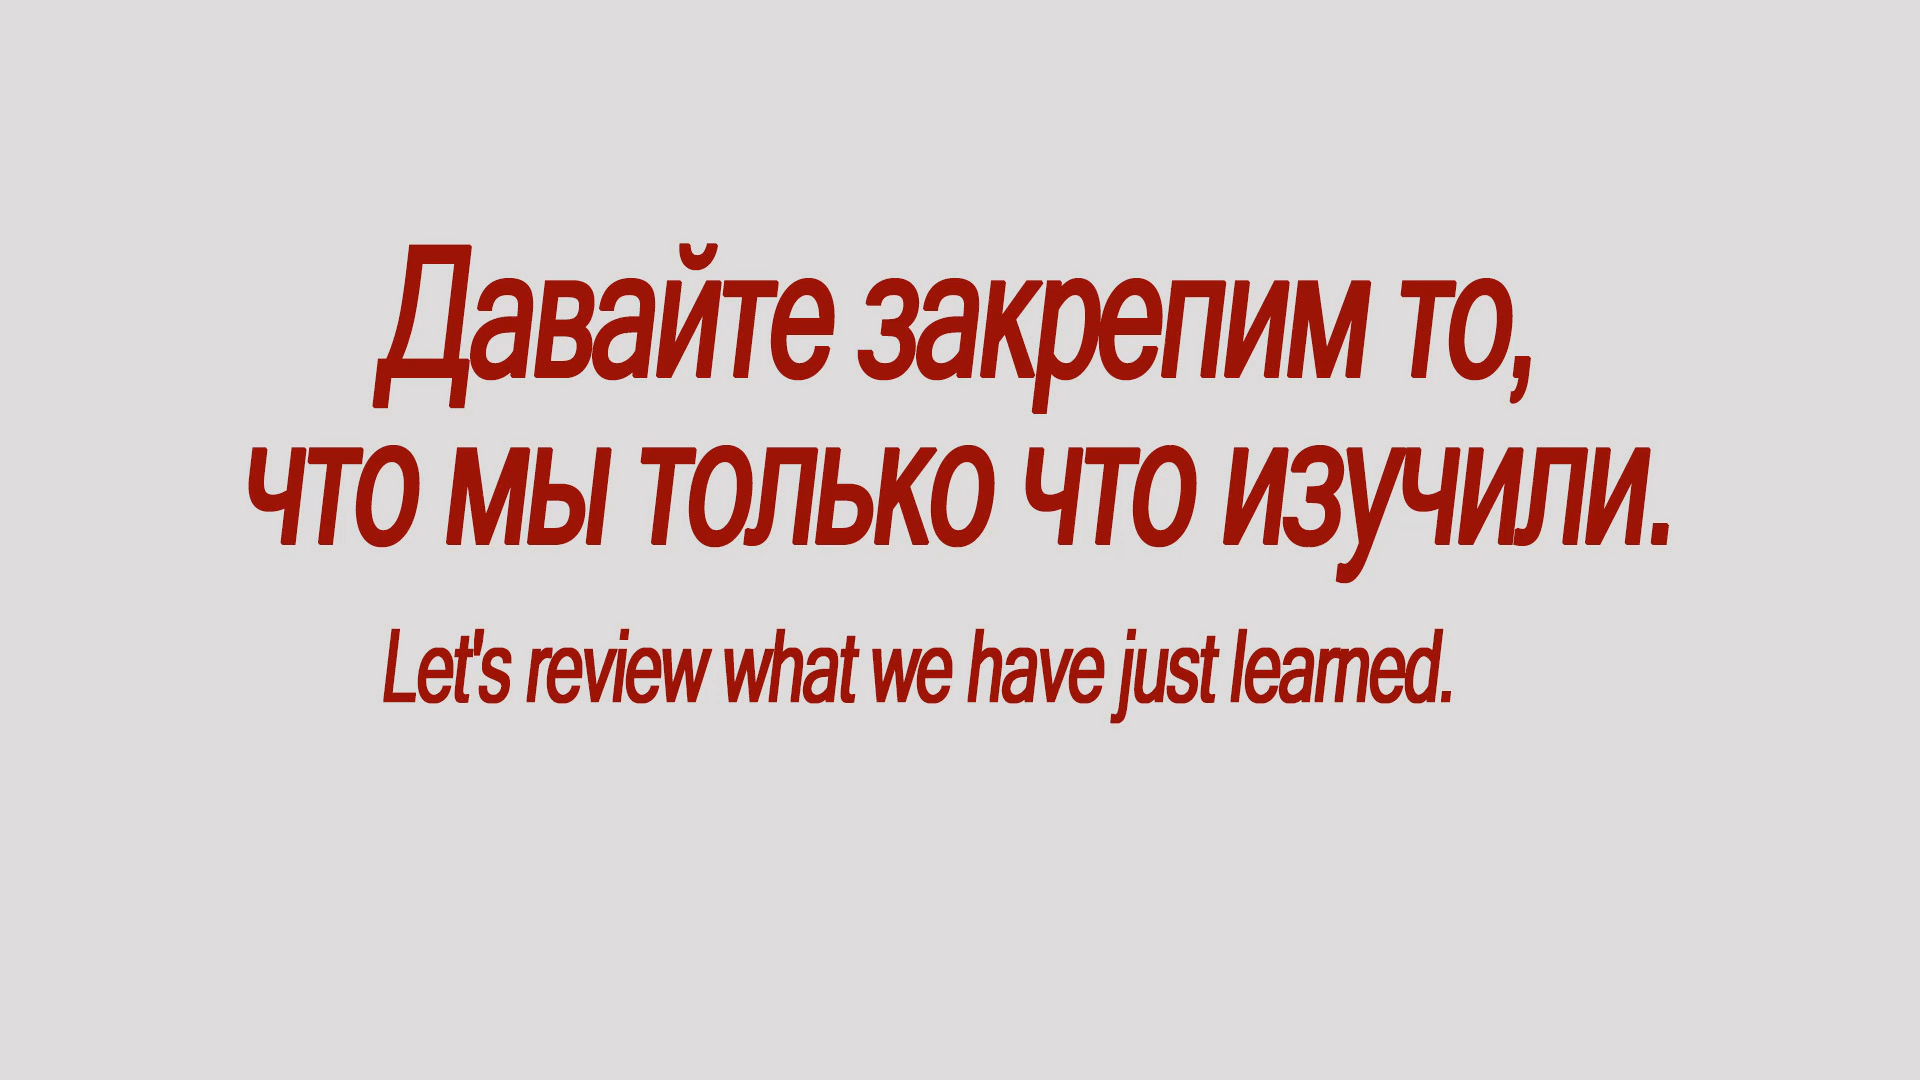 Давайте закрепим то,
что мы только что изучили.
Let's review what we have just learned.